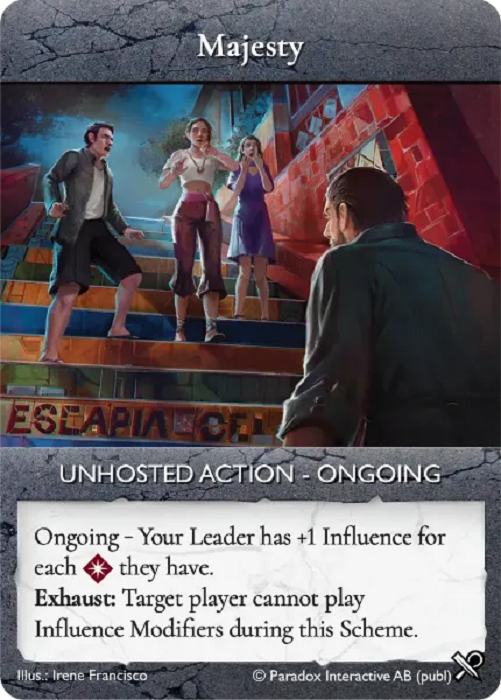 Majesty
UNHOSTED ACTION - ONGOING
Ongoing - Your Leader has +1 Influence for
each they have.
Exhaust: Target player cannot play
Influence Modifiers during this Scheme.
Illus.: Irene Francisco © Paradox Interactive AB (publ)